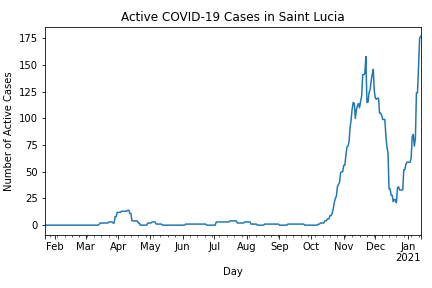 Active COVID-19 Cases in Saint Lucia
Number of Active Cases
175
150
125
100
75
50
25
0
Feb Mar Apr May Jun Jul Aug Sep Oct Nov Dec Jan
2021
Day